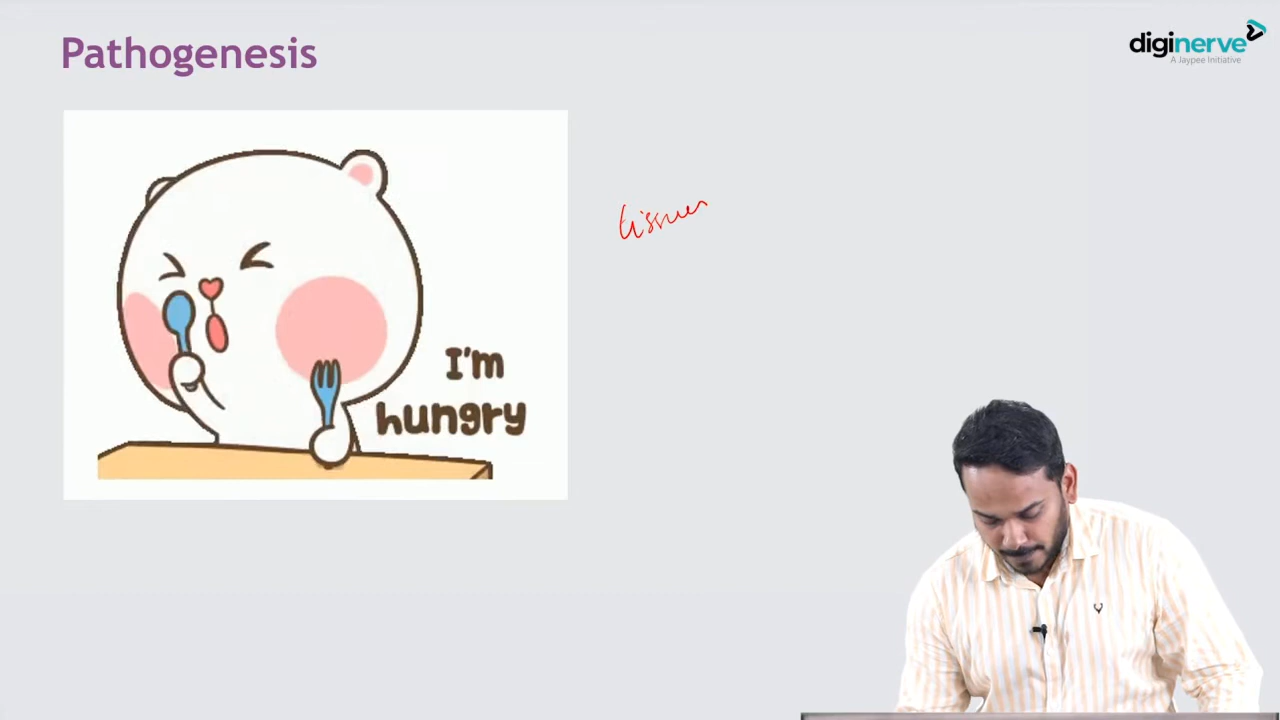 Pathogenesis
diginerve
A Jaypee Initiative
tissues
I'm
hungry